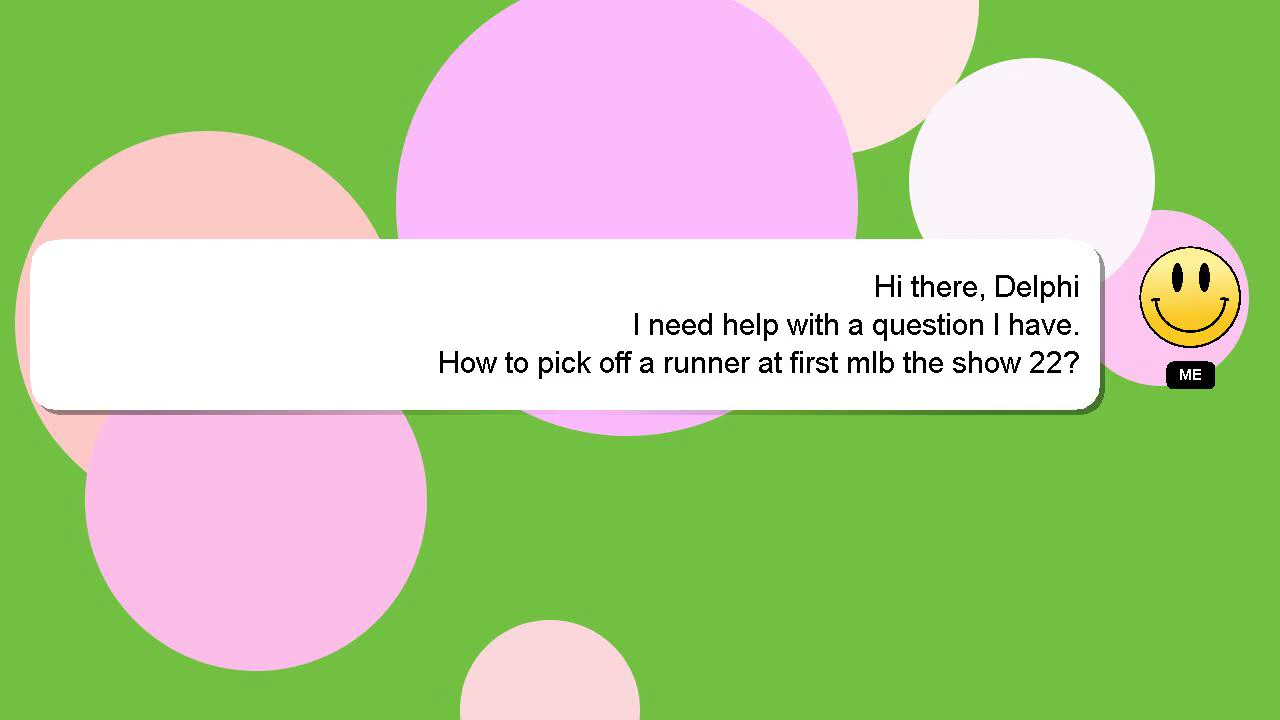 Hi there, Delphi
I need help with a question I have.
How to pick off a runner at first mlb the show 22?
ME